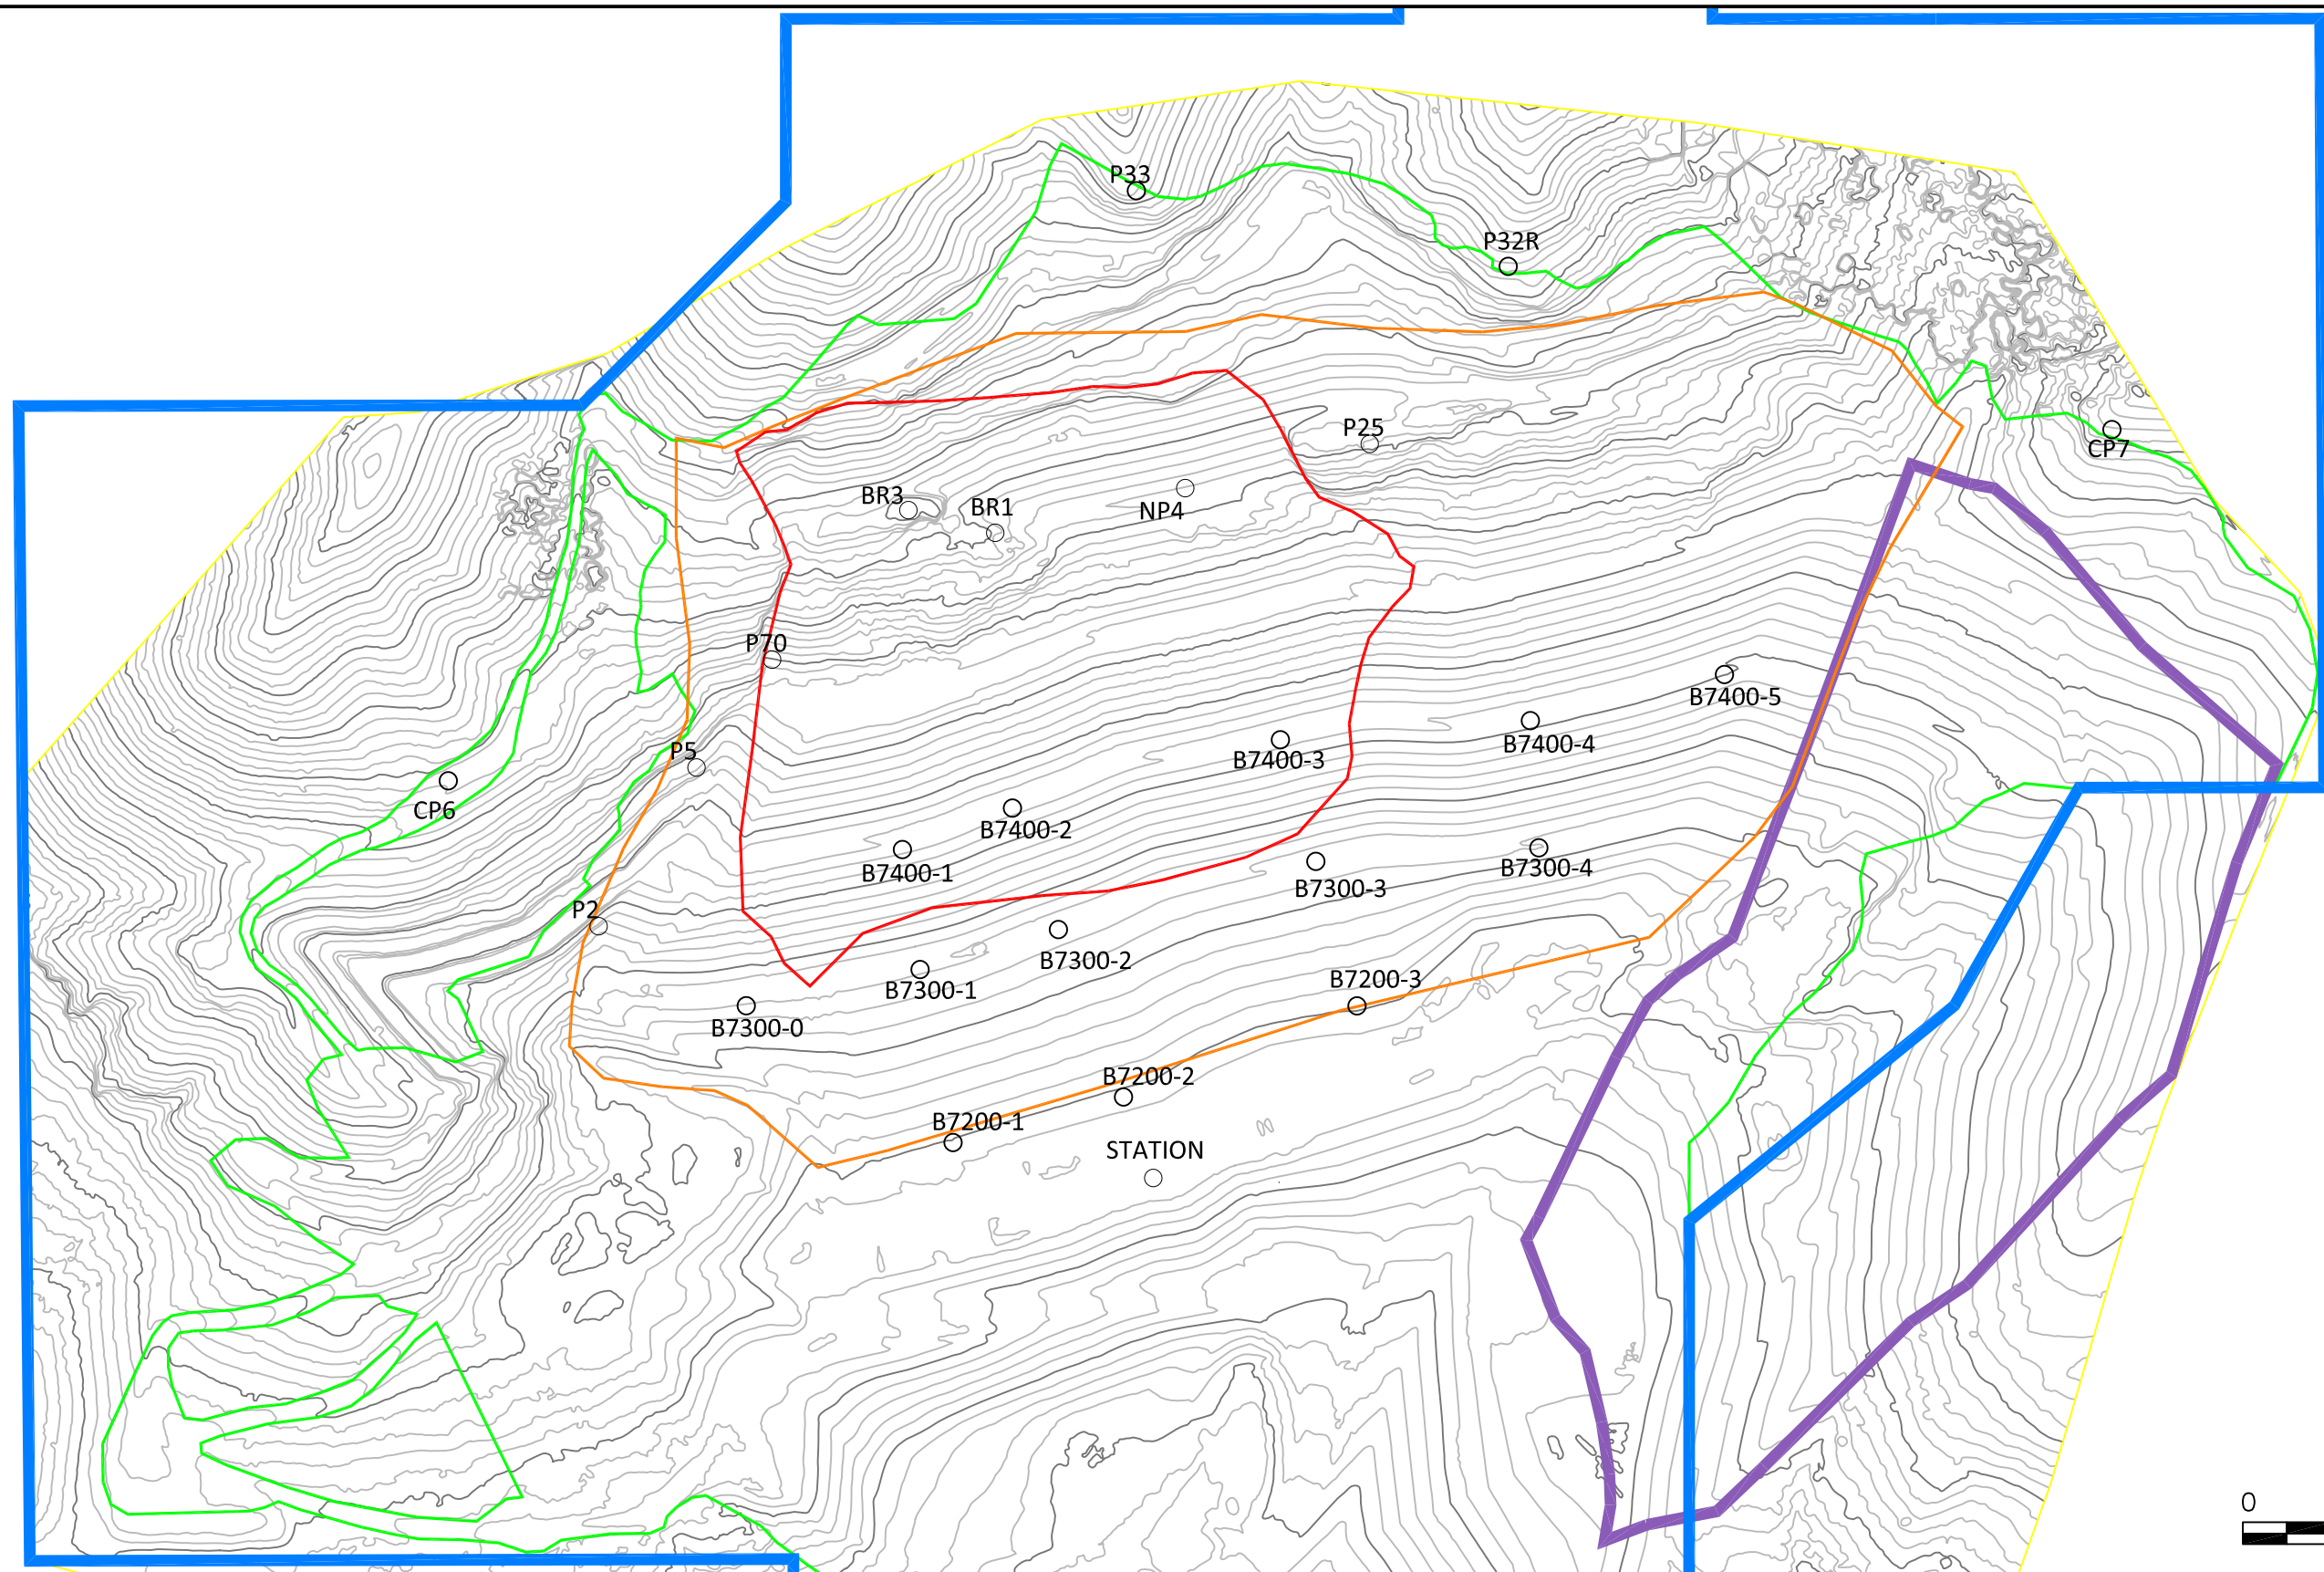 P33
P32R
P25
CP7
BR3
BR1
NP4
P70
B7400-5
B7400-4
P5
B7400-3
CP6
B7400-2
B7300-4
B7400-1
B7300-3
P2
B7300-2
B7200-3
B7300-1
B7300-0
B7200-2
B7200-1
STATION
0